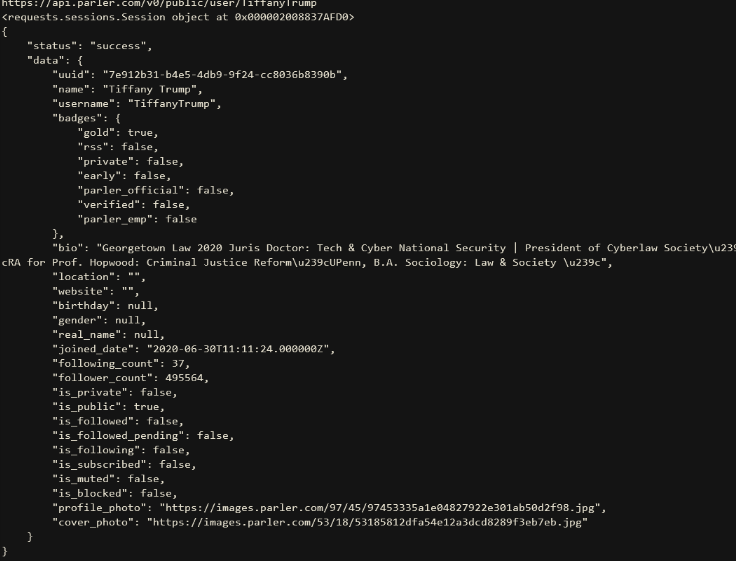 https://api.parler.com/v0/public/user/TiffanyTrump
<requests.sessions.Session object at 0x000002008837AFD0>
{
    "status": "success",
    "data": {
        "uuid": "7e912b31-b4e5-4db9-9f24-cc8036b8390b",
        "name": "Tiffany Trump",
        "username": "TiffanyTrump",
        "badges": {
            "gold": true,
            "rss": false,
            "private": false,
            "early": false,
            "parler_official": false,
            "verified": false,
            "parler_emp": false
        },
        "bio": "Georgetown Law 2020 Juris Doctor: Tech & Cyber National Security | President of Cyberlaw Society\u239
cRA for Prof. Hopwood: Criminal Justice Reform\u239cUPenn, B.A. Sociology: Law & Society \u239c",
        "location": "",
        "website": "",
        "birthday": null,
        "gender": null,
        "real_name": null,
        "joined_date": "2020-06-30T11:11:24.000000Z",
        "following_count": 37,
        "follower_count": 495564,
        "is_private": false,
        "is_public": true,
        "is_followed": false,
        "is_followed_pending": false,
        "is_following": false,
        "is_subscribed": false,
        "is_muted": false,
        "is_blocked": false,
        "profile_photo": "https://images.parler.com/97/45/97453335a1e04827922e301ab50d2f98.jpg",
        "cover_photo": "https://images.parler.com/53/18/53185812dfa54e12a3dcd8289f3eb7eb.jpg"
    }
}